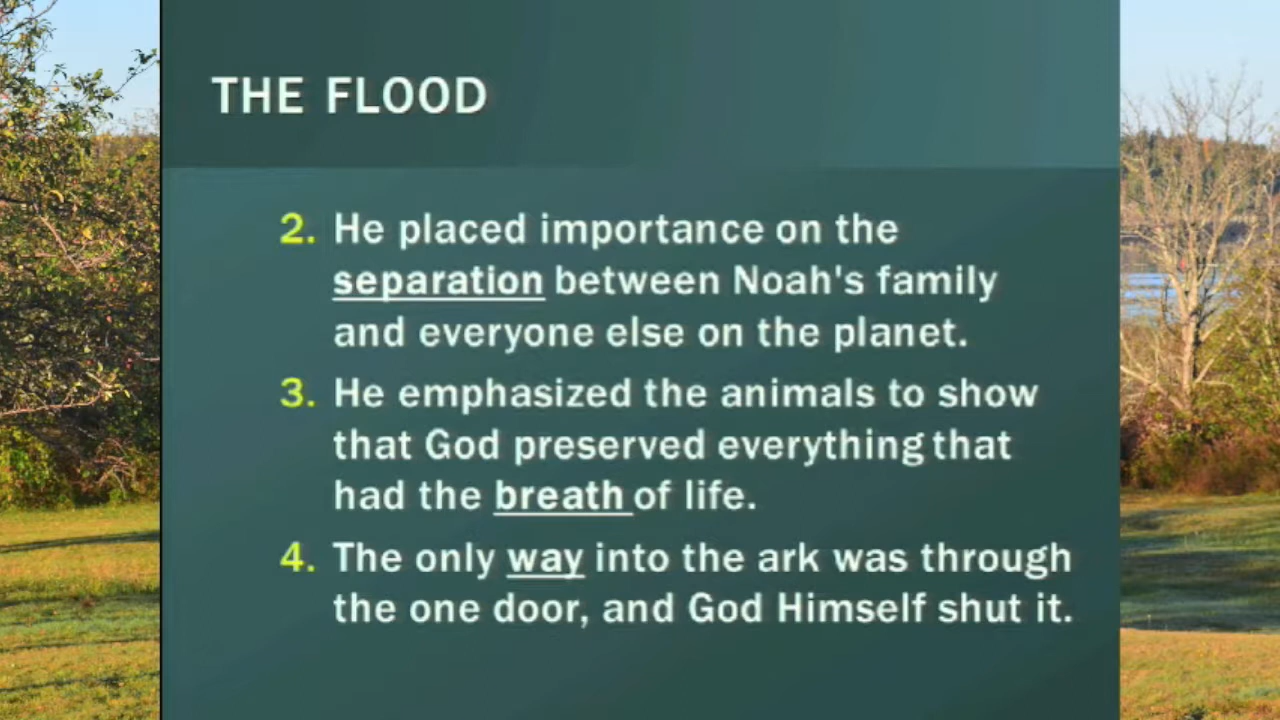 THE FLOOD
2. He placed importance on the
separation between Noah's family
and everyone else on the planet.
3. He emphasized the animals to show
that God preserved everything that
had the breath of life.
4. The only way into the ark was through
the one door, and God Himself shut it.